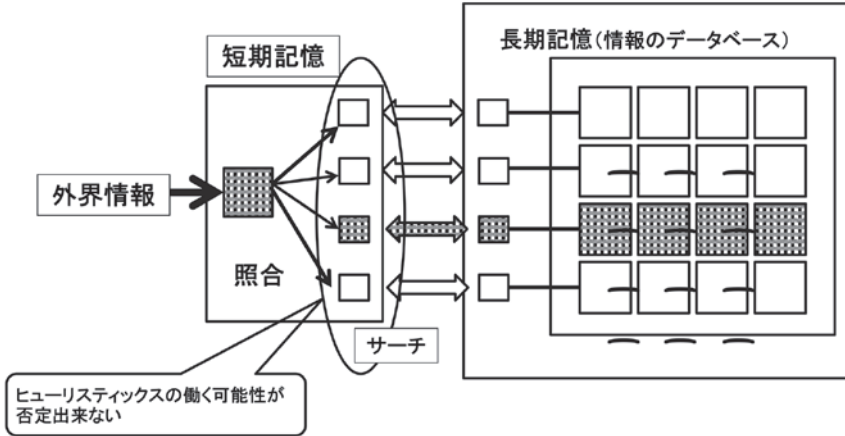 長期記憶(情報のデータベース)
短期記憶
外界情報
照合
サーチ
ヒューリスティックスの働く可能性が
否定出来ない